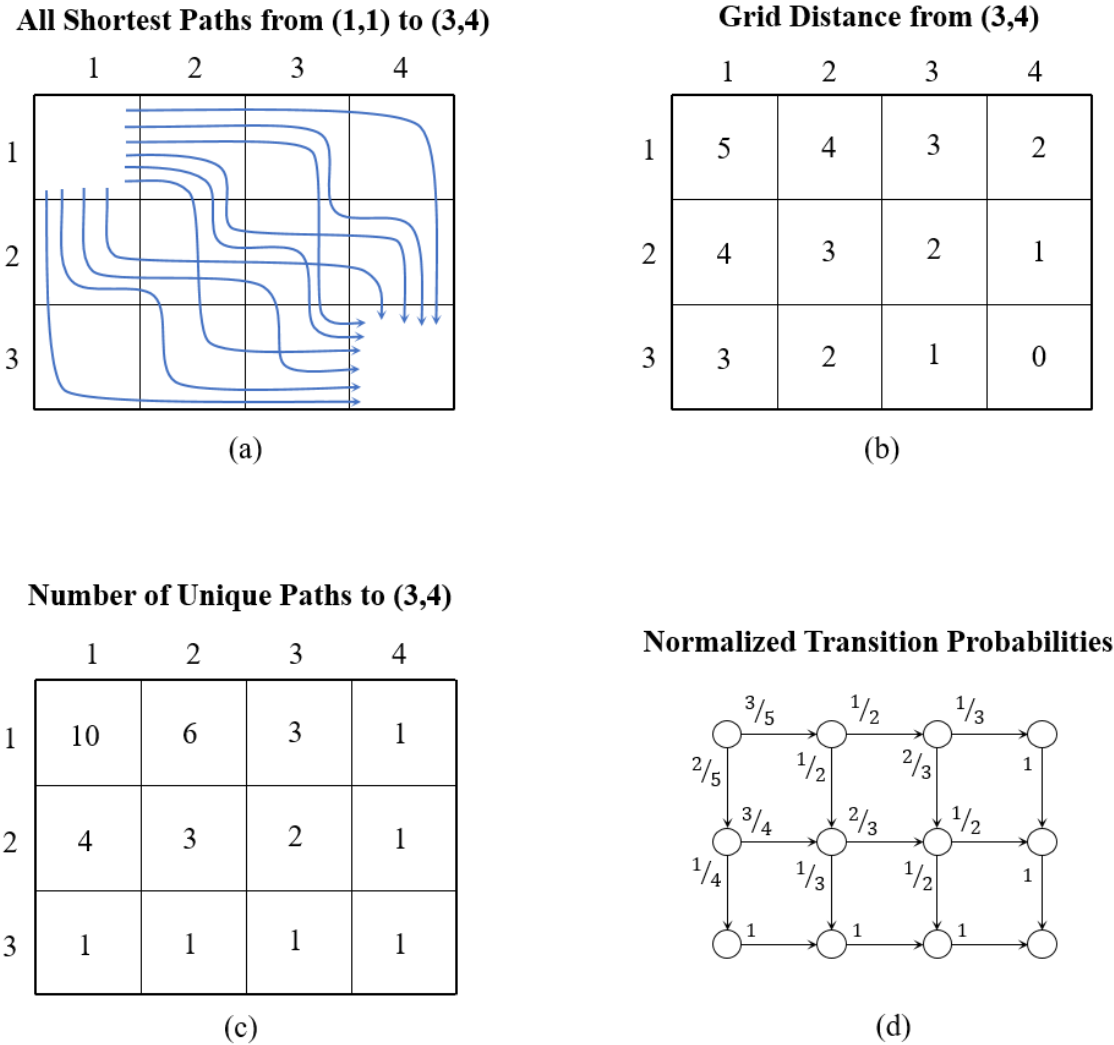 All Shortest Paths from (1,1) to (3,4)
1 2 3 4
1
2
3
(a)
Grid Distance from (3,4)
1 2 3 4
1 5 4 3 2
2 4 3 2 1
3 3 2 1 0
(b)
Number of Unique Paths to (3,4)
1 2 3 4
1 10 6 3 1
2 4 3 2 1
3 1 1 1 1
(c)
Normalized Transition Probabilities
3/5 1/2 1/3
2/5 1/2 2/3 1
3/4 2/3 1/2
1/4 1/3 1/2 1
1 1 1
(d)